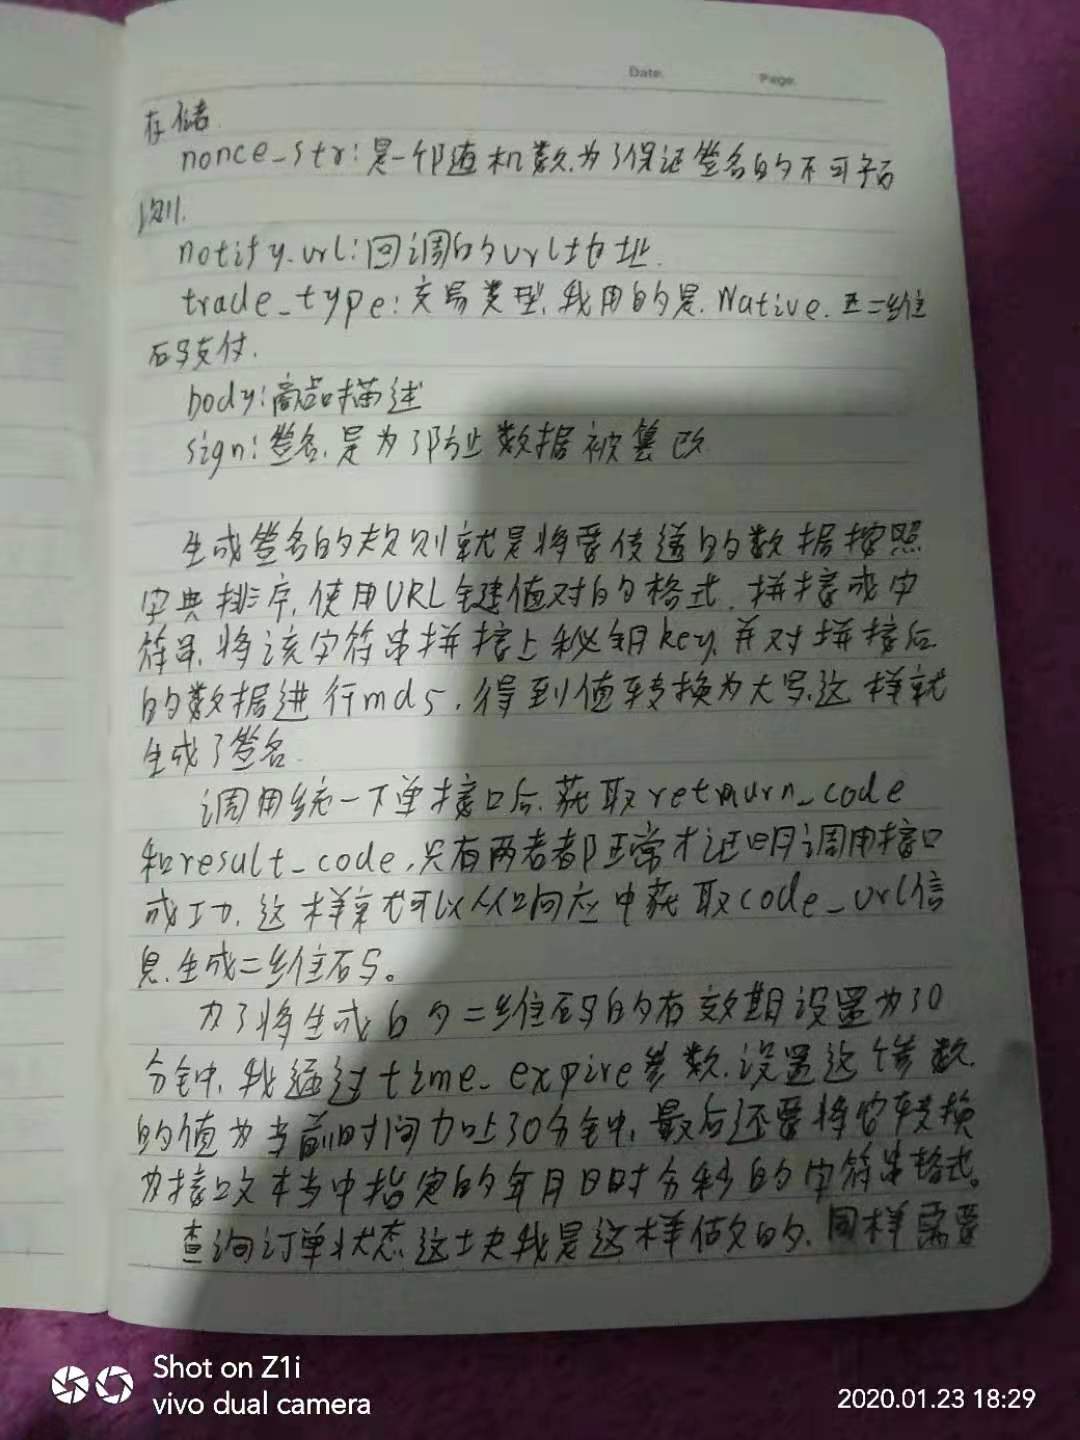 Date.
Page.
存储.
nonce_str:是一个随机数,为了保证签名的不可预
测.
notify.url:回调的url地址.
trade_type:交易类型,我用的是.Native.即二维
码支付.
body:商品描述
sign:签名,是为了防止数据被篡改
生成签名的规则就是将要传递的数据按照
字典排序,使用URL键值对的格式,拼接成字
符串,将该字符串拼接上秘钥key,并对拼接后
的数据进行md5,得到值转换为大写,这样就
生成了签名.
调用统一下单接口后,获取return_code
和result_code,只有两者都正常才证明调用接口
成功,这样就可以从响应中获取code_url信
息,生成二维码。
为了将生成的二维码的有效期设置为30
分钟,我通过time_expire参数,设置这个参数
的值为当前时间加上30分钟,最后还要将它转换
为接口文本当中指定的年月日时分秒的字符串格式。
查询订单状态,这块我是这样做的,同样需要
Shot on Z1i
vivo dual camera
2020.01.23 18:29